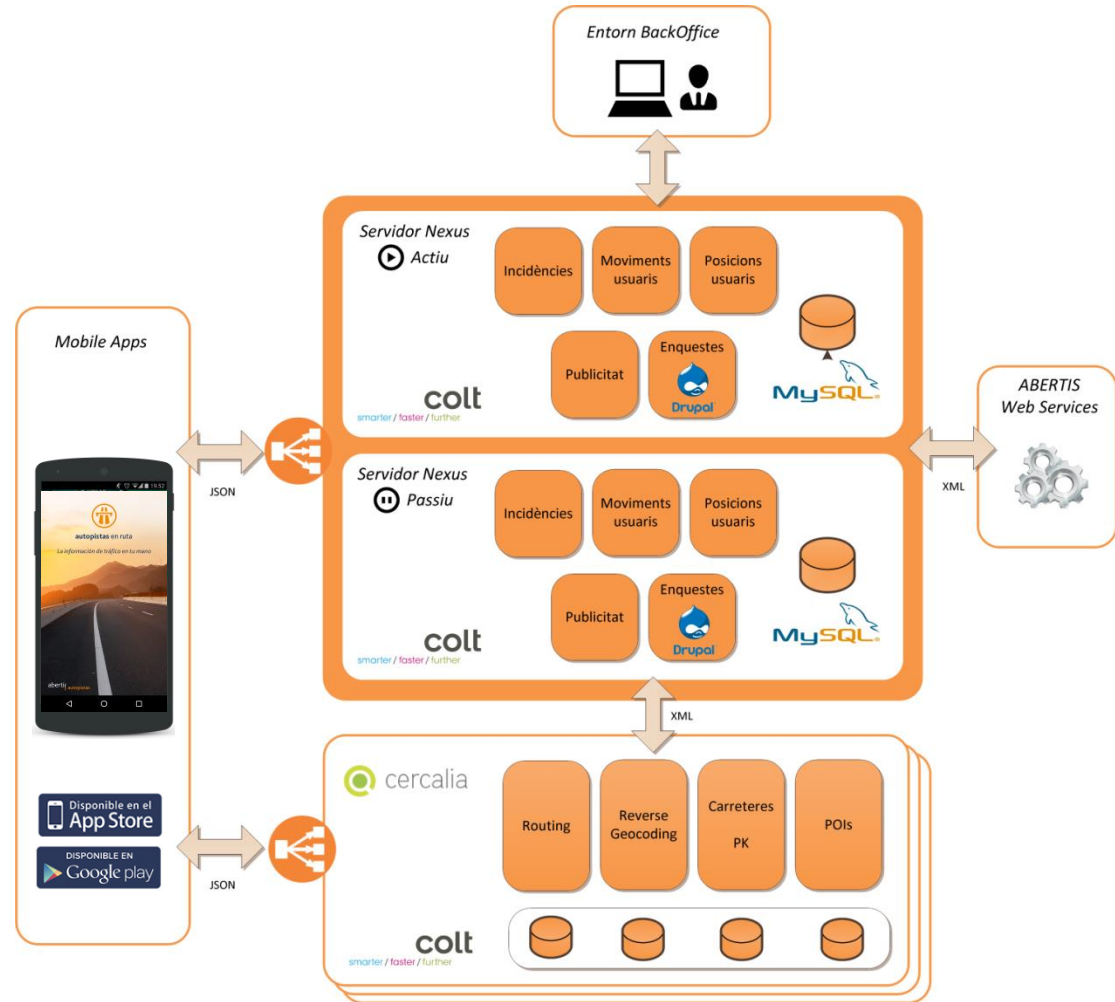 Entorn BackOffice
Servidor Nexus
Actiu
Incidències
Moviments
usuaris
Posicions
usuaris
Publicitat
Enquestes
Drupal
MySQL®
colt
smarter / faster / further
Mobile Apps
19:52
autopistas en ruta
La información de tráfico en tu mano
abertis autopistas
Disponible en el
App Store
DISPONIBLE EN
Google play
JSON
JSON
Servidor Nexus
Passiu
Incidències
Moviments
usuaris
Posicions
usuaris
Publicitat
Enquestes
Drupal
MySQL®
colt
smarter / faster / further
ABERTIS
Web Services
XML
XML
cercalia
Routing
Reverse
Geocoding
Carreteres
PK
POIs
colt
smarter / faster / further